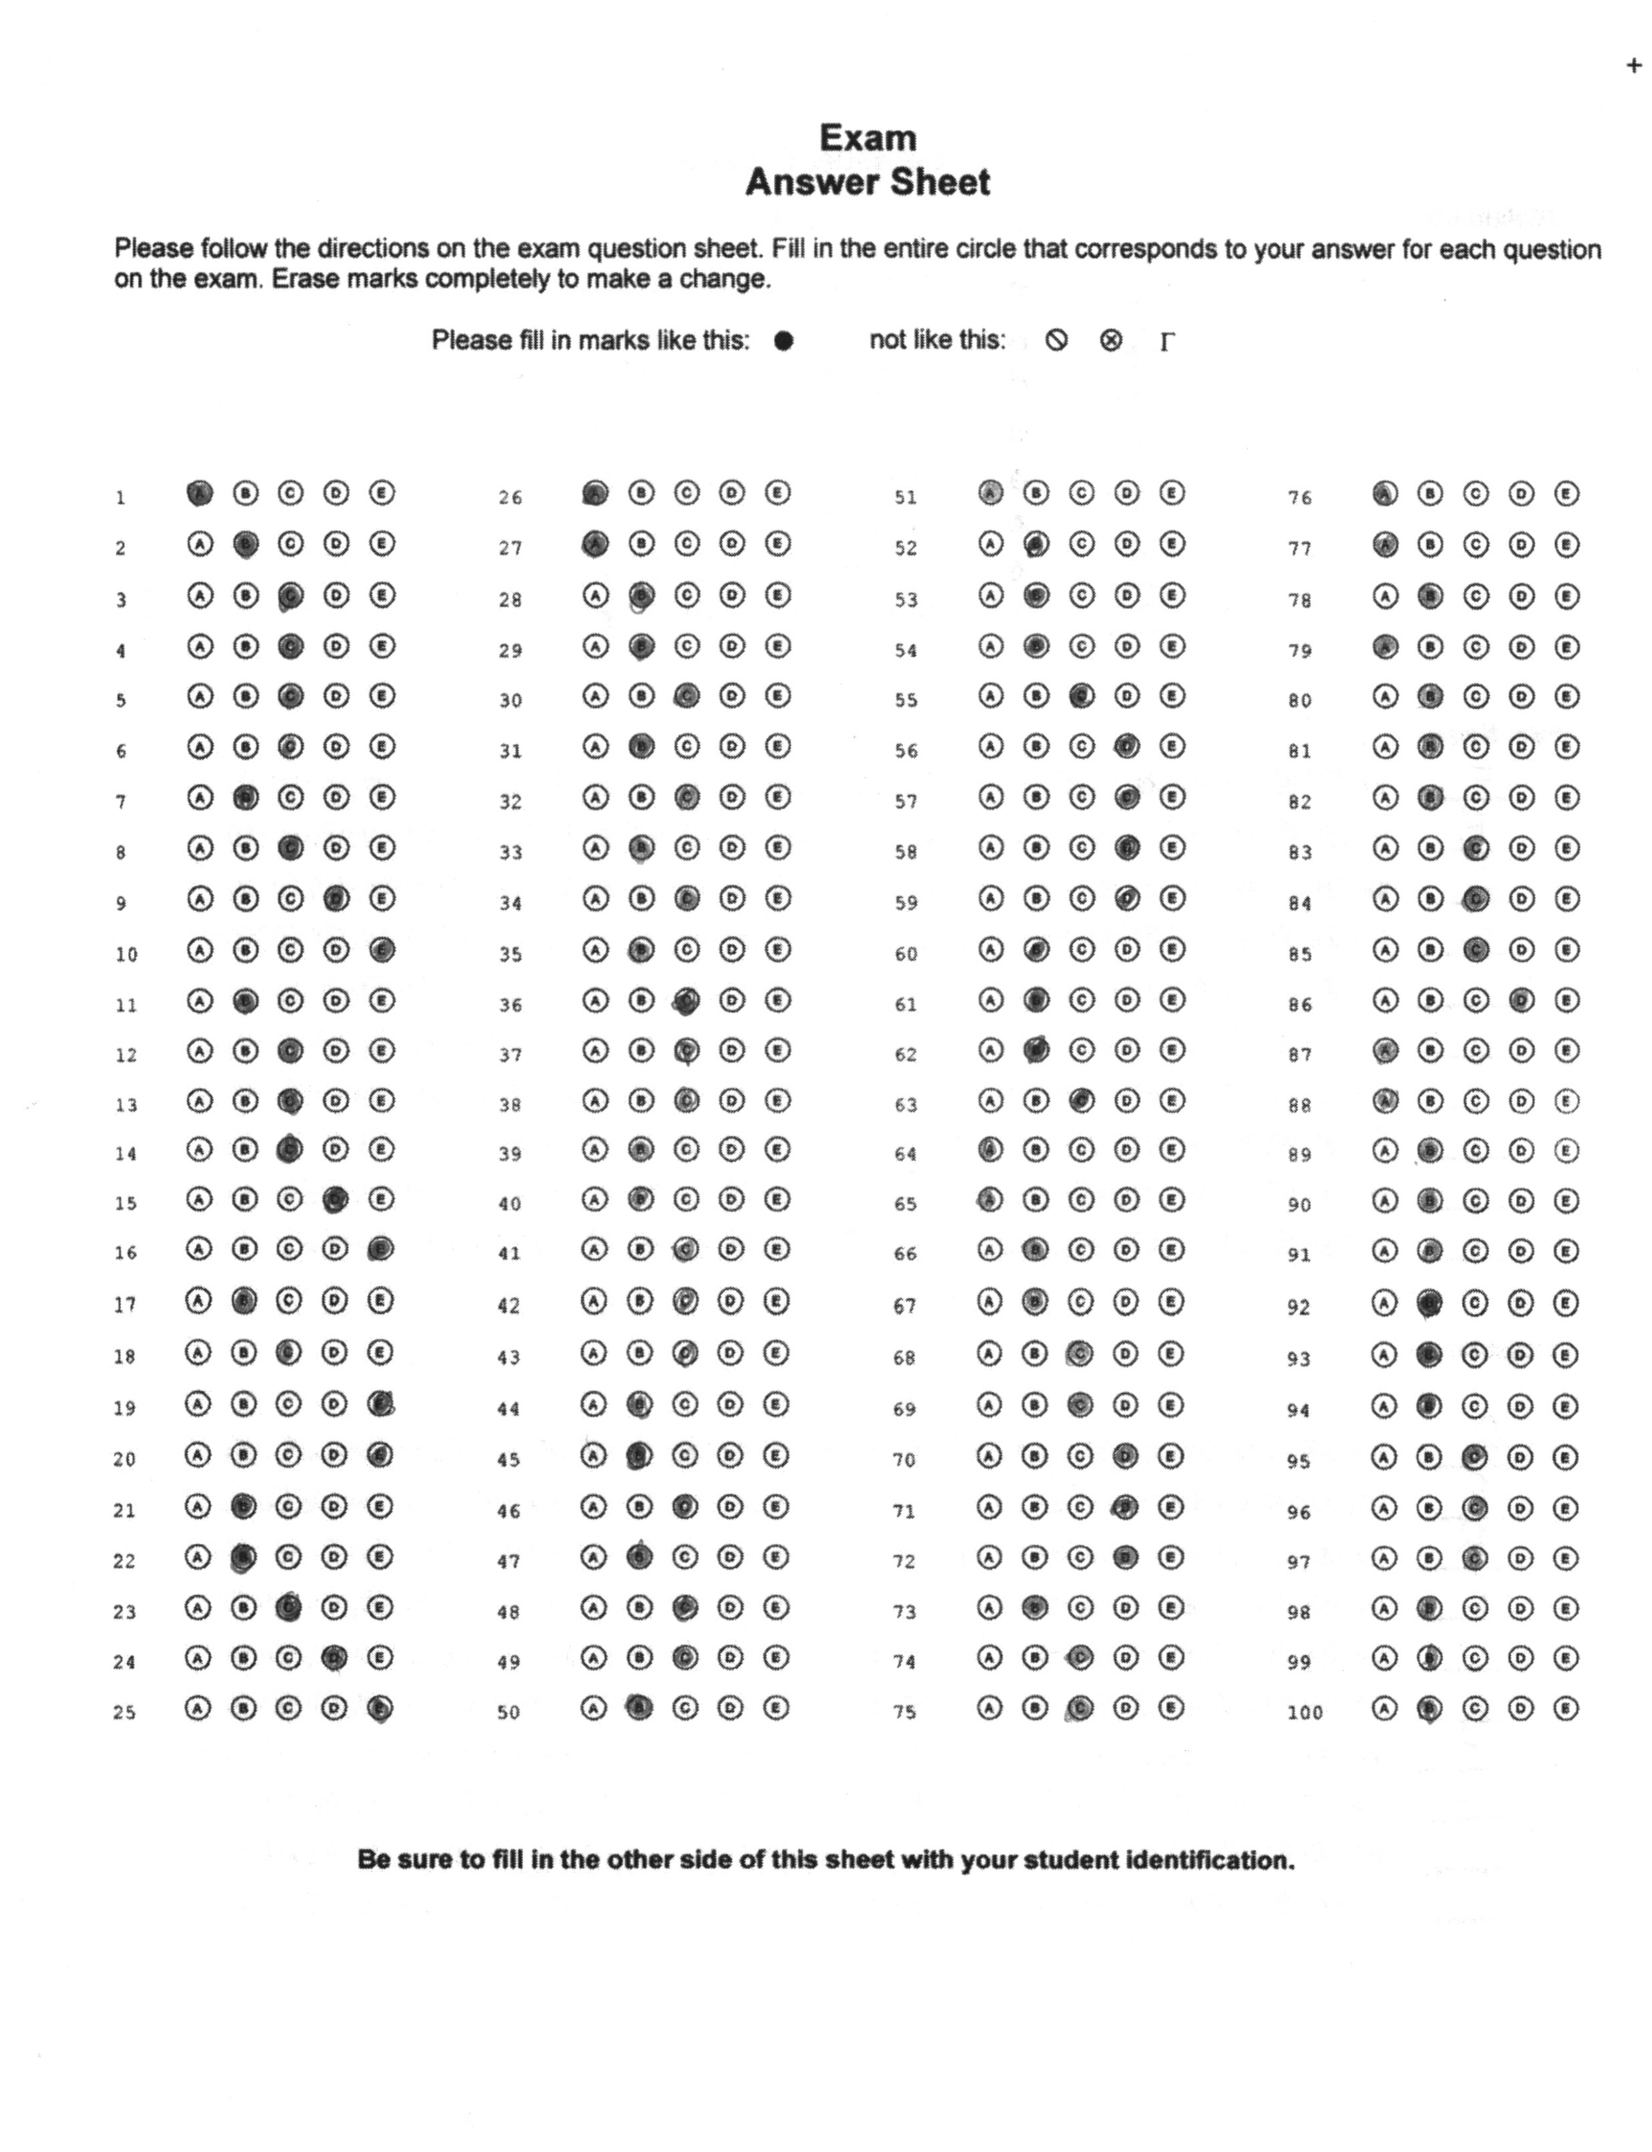 +
Exam
Answer Sheet
Please follow the directions on the exam question sheet. Fill in the entire circle that corresponds to your answer for each question
on the exam. Erase marks completely to make a change.
Please fill in marks like this: ● not like this: ⦸ ⊗ Γ
1 A B C D E 26 A B C D E 51 A B C D E 76 A B C D E
2 A B C D E 27 A B C D E 52 A B C D E 77 A B C D E
3 A B C D E 28 A B C D E 53 A B C D E 78 A B C D E
4 A B C D E 29 A B C D E 54 A B C D E 79 A B C D E
5 A B C D E 30 A B C D E 55 A B C D E 80 A B C D E
6 A B C D E 31 A B C D E 56 A B C D E 81 A B C D E
7 A B C D E 32 A B C D E 57 A B C D E 82 A B C D E
8 A B C D E 33 A B C D E 58 A B C D E 83 A B C D E
9 A B C D E 34 A B C D E 59 A B C D E 84 A B C D E
10 A B C D E 35 A B C D E 60 A B C D E 85 A B C D E
11 A B C D E 36 A B C D E 61 A B C D E 86 A B C D E
12 A B C D E 37 A B C D E 62 A B C D E 87 A B C D E
13 A B C D E 38 A B C D E 63 A B C D E 88 A B C D E
14 A B C D E 39 A B C D E 64 A B C D E 89 A B C D E
15 A B C D E 40 A B C D E 65 A B C D E 90 A B C D E
16 A B C D E 41 A B C D E 66 A B C D E 91 A B C D E
17 A B C D E 42 A B C D E 67 A B C D E 92 A B C D E
18 A B C D E 43 A B C D E 68 A B C D E 93 A B C D E
19 A B C D E 44 A B C D E 69 A B C D E 94 A B C D E
20 A B C D E 45 A B C D E 70 A B C D E 95 A B C D E
21 A B C D E 46 A B C D E 71 A B C D E 96 A B C D E
22 A B C D E 47 A B C D E 72 A B C D E 97 A B C D E
23 A B C D E 48 A B C D E 73 A B C D E 98 A B C D E
24 A B C D E 49 A B C D E 74 A B C D E 99 A B C D E
25 A B C D E 50 A B C D E 75 A B C D E 100 A B C D E
Be sure to fill in the other side of this sheet with your student identification.